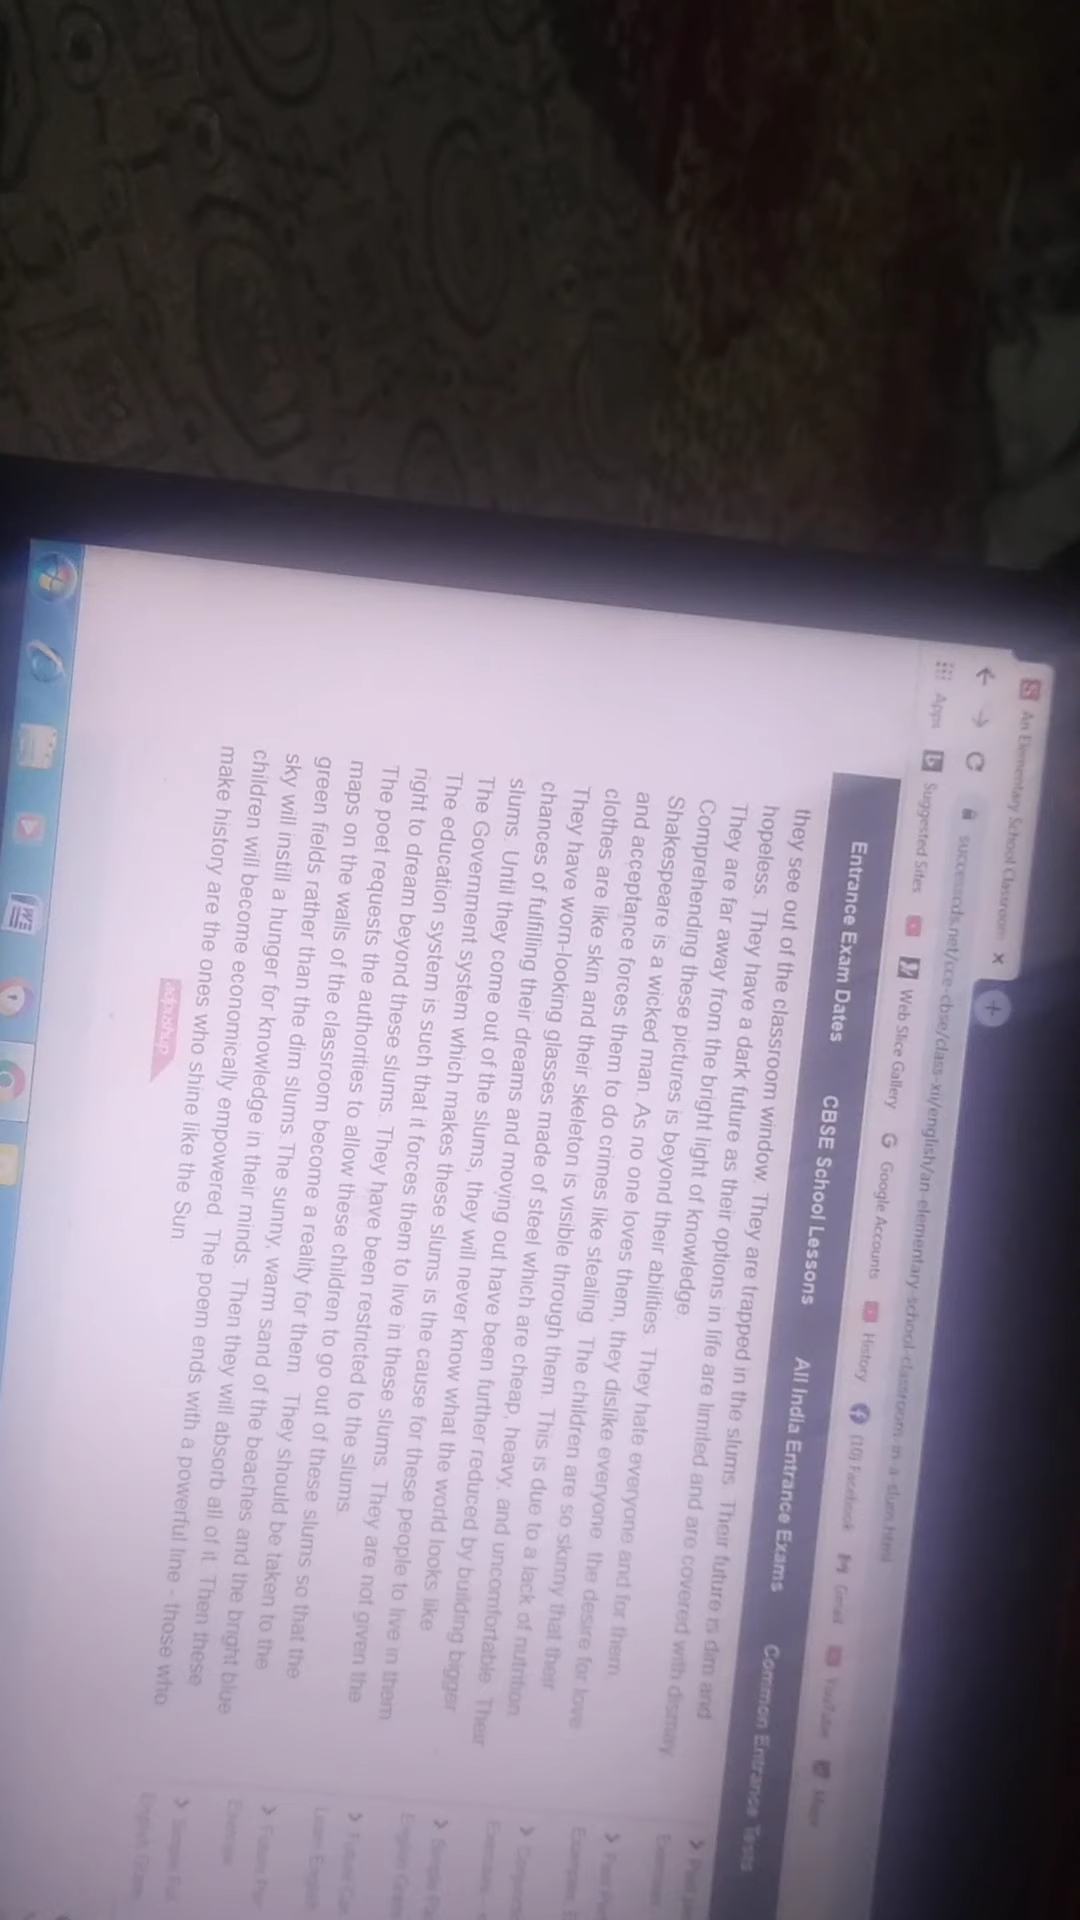 An Elementary School Classroom
successcds.net/cce-cbse/class-xii/english/an-elementary-school-classroom-in-a-slum.html
Apps Suggested Sites Web Slice Gallery Google Accounts History (10) Facebook Gmail YouTube Maps
Entrance Exam Dates CBSE School Lessons All India Entrance Exams Common Entrance Tests
they see out of the classroom window. They are trapped in the slums. Their future is dim and
hopeless. They have a dark future as their options in life are limited and are covered with dismay
They are far away from the bright light of knowledge.
Comprehending these pictures is beyond their abilities. They hate everyone and for them
Shakespeare is a wicked man. As no one loves them, they dislike everyone. the desire for love
and acceptance forces them to do crimes like stealing. The children are so skinny that their
clothes are like skin and their skeleton is visible through them. This is due to a lack of nutrition.
They have worn-looking glasses made of steel which are cheap, heavy, and uncomfortable. Their
chances of fulfilling their dreams and moving out have been further reduced by building bigger
slums. Until they come out of the slums, they will never know what the world looks like
The Government system which makes these slums is the cause for these people to live in them
The education system is such that it forces them to live in these slums. They are not given the
right to dream beyond these slums. They have been restricted to the slums.
The poet requests the authorities to allow these children to go out of these slums so that the
maps on the walls of the classroom become a reality for them. They should be taken to the
green fields rather than the dim slums. The sunny, warm sand of the beaches and the bright blue
sky will instill a hunger for knowledge in their minds. Then they will absorb all of it. Then these
children will become economically empowered. The poem ends with a powerful line - those who
make history are the ones who shine like the Sun
adpushup